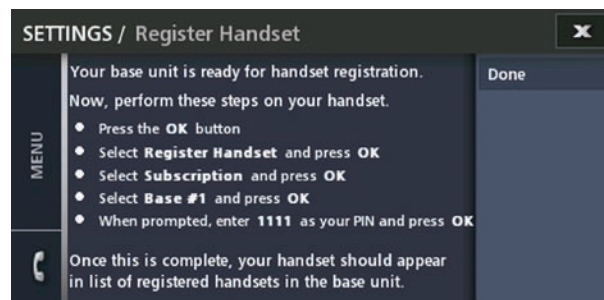 SETTINGS / Register Handset
Your base unit is ready for handset registration.
Done
Now, perform these steps on your handset.
MENU
• Press the OK button
• Select Register Handset and press OK
• Select Subscription and press OK
• Select Base #1 and press OK
• When prompted, enter 1111 as your PIN and press OK
Once this is complete, your handset should appear
in list of registered handsets in the base unit.